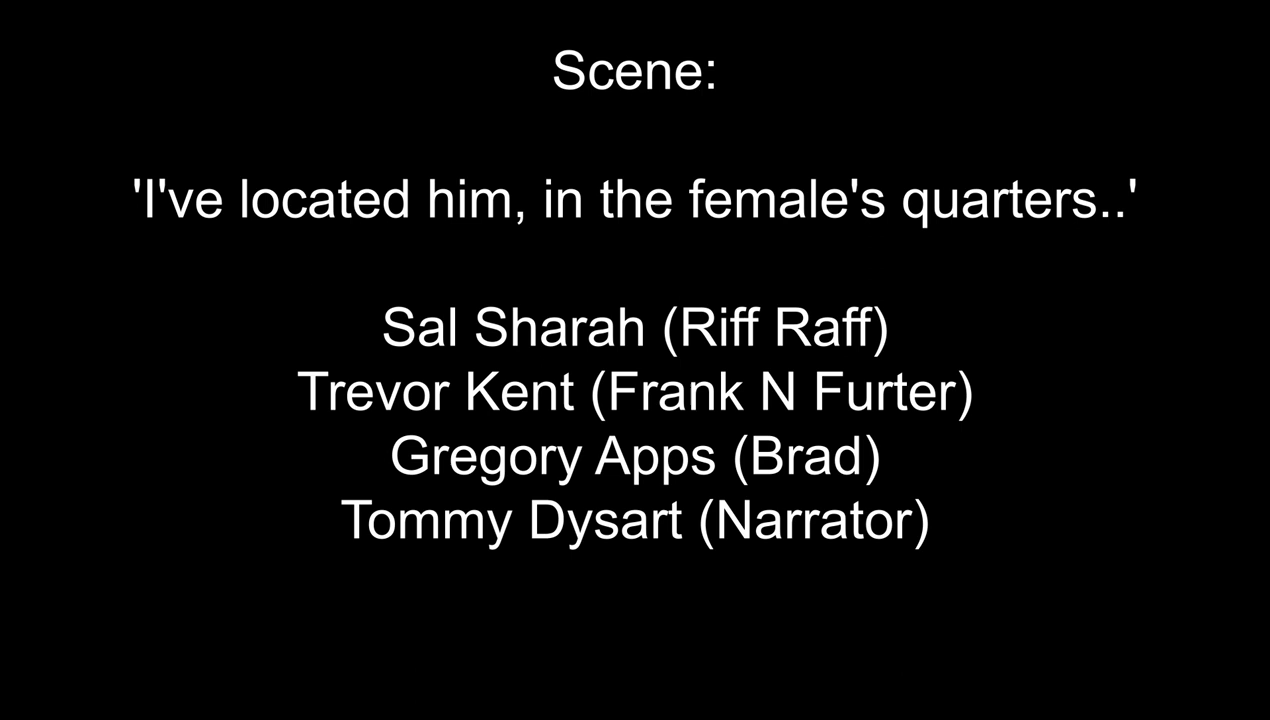 Scene:
'I've located him, in the female's quarters..'
Sal Sharah (Riff Raff)
Trevor Kent (Frank N Furter)
Gregory Apps (Brad)
Tommy Dysart (Narrator)